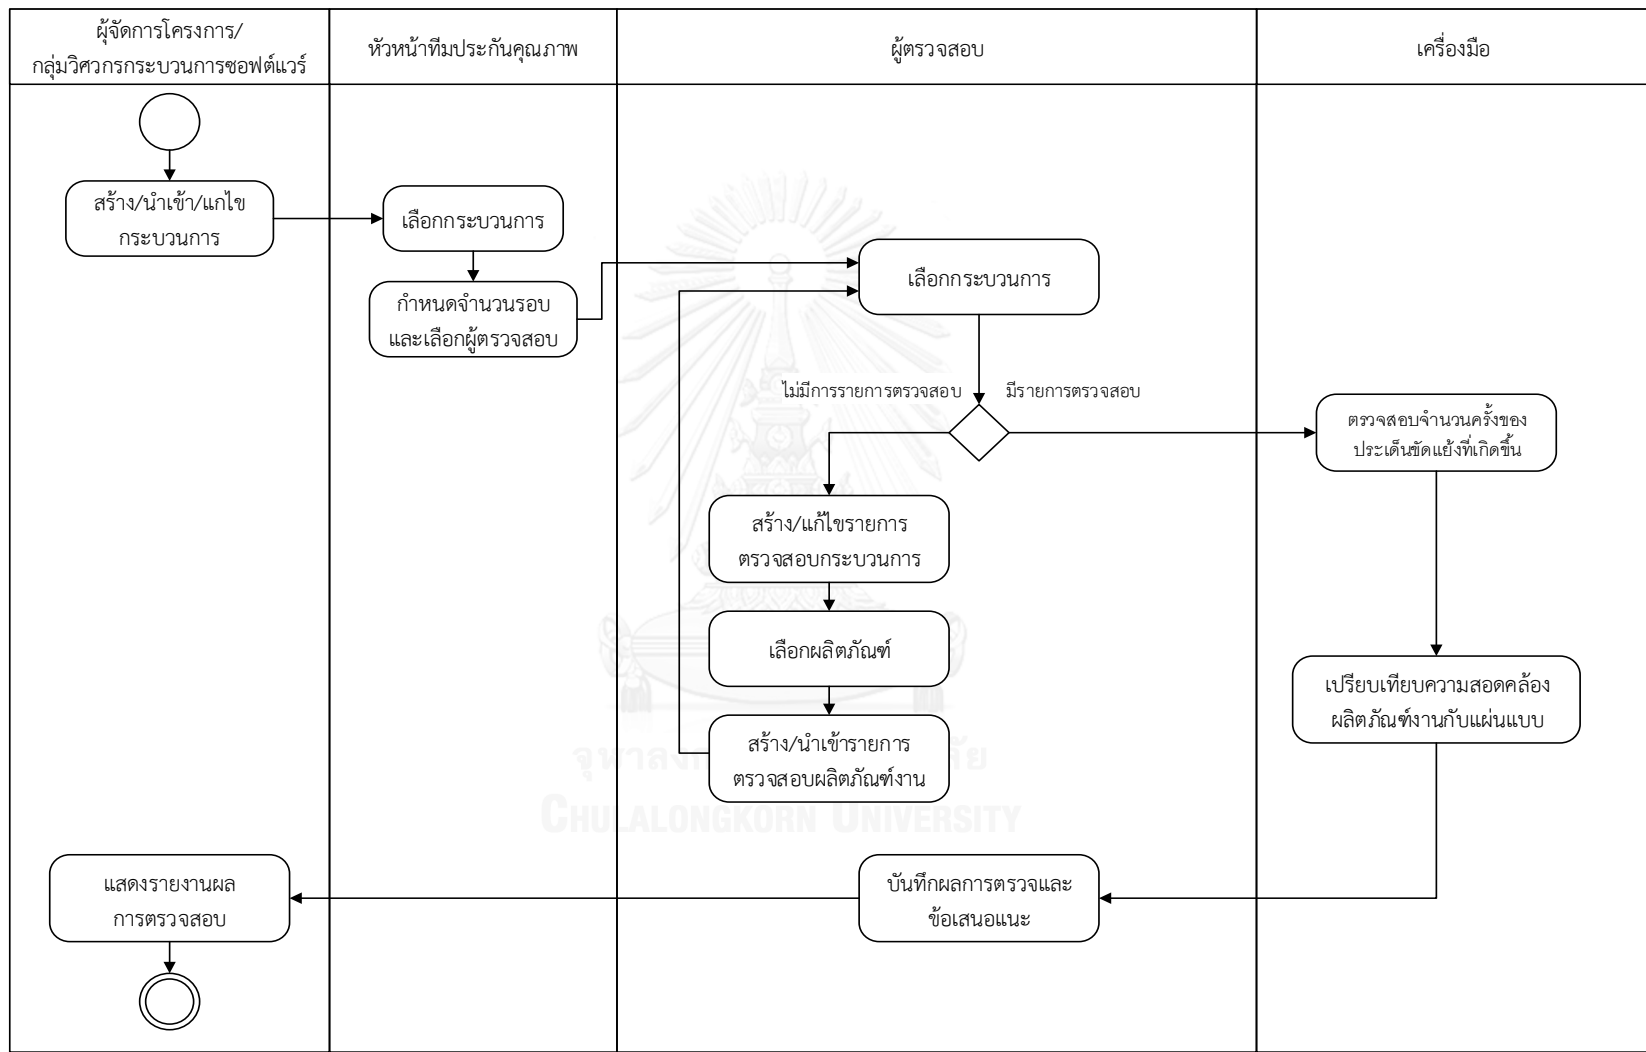 ผู้จัดการโครงการ/
กลุ่มวิศวกรกระบวนการซอฟต์แวร์
หัวหน้าทีมประกันคุณภาพ
ผู้ตรวจสอบ
เครื่องมือ
สร้าง/นำเข้า/แก้ไข
กระบวนการ
เลือกกระบวนการ
กำหนดจำนวนรอบ
และเลือกผู้ตรวจสอบ
เลือกกระบวนการ
ไม่มีการรายการตรวจสอบ
มีรายการตรวจสอบ
ตรวจสอบจำนวนครั้งของ
ประเด็นขัดแย้งที่เกิดขึ้น
สร้าง/แก้ไขรายการ
ตรวจสอบกระบวนการ
เลือกผลิตภัณฑ์
เปรียบเทียบความสอดคล้อง
ผลิตภัณฑ์งานกับแผ่นแบบ
สร้าง/นำเข้ารายการ
ตรวจสอบผลิตภัณฑ์งาน
CHULALONGKORN UNIVERSITY
แสดงรายงานผล
การตรวจสอบ
บันทึกผลการตรวจและ
ข้อเสนอแนะ